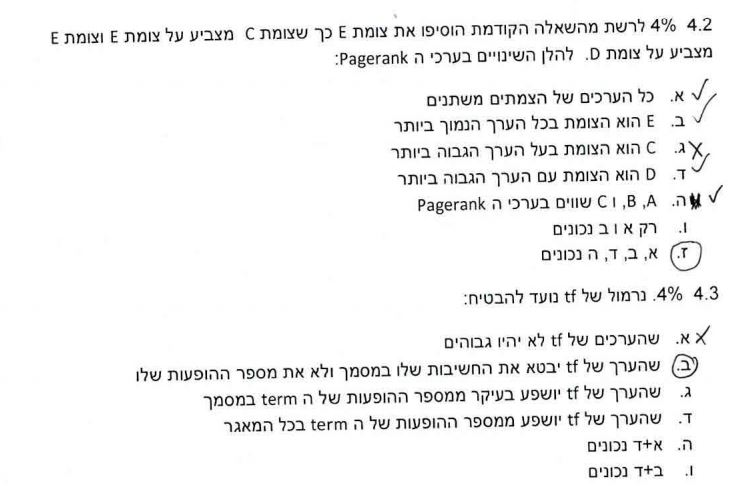 4.2 4% לרשת מהשאלה הקודמת הוסיפו את צומת E כך שצומת C מצביע על צומת E וצומת E
מצביע על צומת D. להלן השינויים בערכי ה Pagerank:
א. כל הערכים של הצמתים משתנים
ב. E הוא הצומת בכל הערך הנמוך ביותר
ג. C הוא הצומת בעל הערך הגבוה ביותר
ד. D הוא הצומת עם הערך הגבוה ביותר
ה. A, B, ו C שווים בערכי ה Pagerank
ו. רק א ו ב נכונים
ז. א, ב, ד, ה נכונים
4.3 4%. נרמול של tf נועד להבטיח:
א. שהערכים של tf לא יהיו גבוהים
ב. שהערך של tf יבטא את החשיבות שלו במסמך ולא את מספר ההופעות שלו
ג. שהערך של tf יושפע בעיקר ממספר ההופעות של ה term במסמך
ד. שהערך של tf יושפע ממספר ההופעות של ה term בכל המאגר
ה. א+ד נכונים
ו. ב+ד נכונים